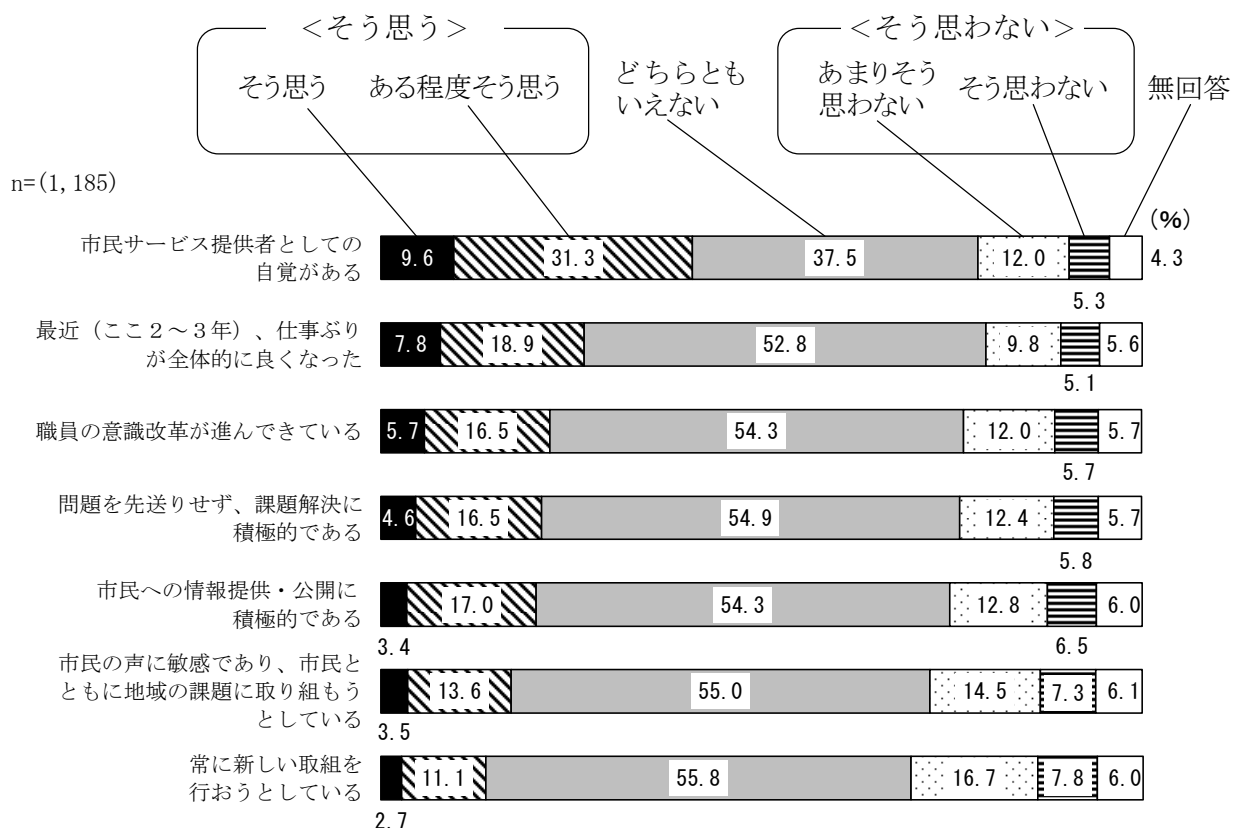 <そう思う>
<そう思わない>
そう思う
ある程度そう思う
どちらとも
いえない
あまりそう
思わない
そう思わない
無回答
n=(1,185)
(%)
市民サービス提供者としての
自覚がある
9.6 31.3 37.5 12.0 4.3
5.3
最近（ここ２～３年）、仕事ぶり
が全体的に良くなった
7.8 18.9 52.8 9.8 5.6
5.1
職員の意識改革が進んできている
5.7 16.5 54.3 12.0 5.7
5.7
問題を先送りせず、課題解決に
積極的である
4.6 16.5 54.9 12.4 5.7
5.8
市民への情報提供・公開に
積極的である
17.0 54.3 12.8 6.0
3.4 6.5
市民の声に敏感であり、市民と
ともに地域の課題に取り組もう
としている
13.6 55.0 14.5 7.3 6.1
3.5
常に新しい取組を
行おうとしている
11.1 55.8 16.7 7.8 6.0
2.7